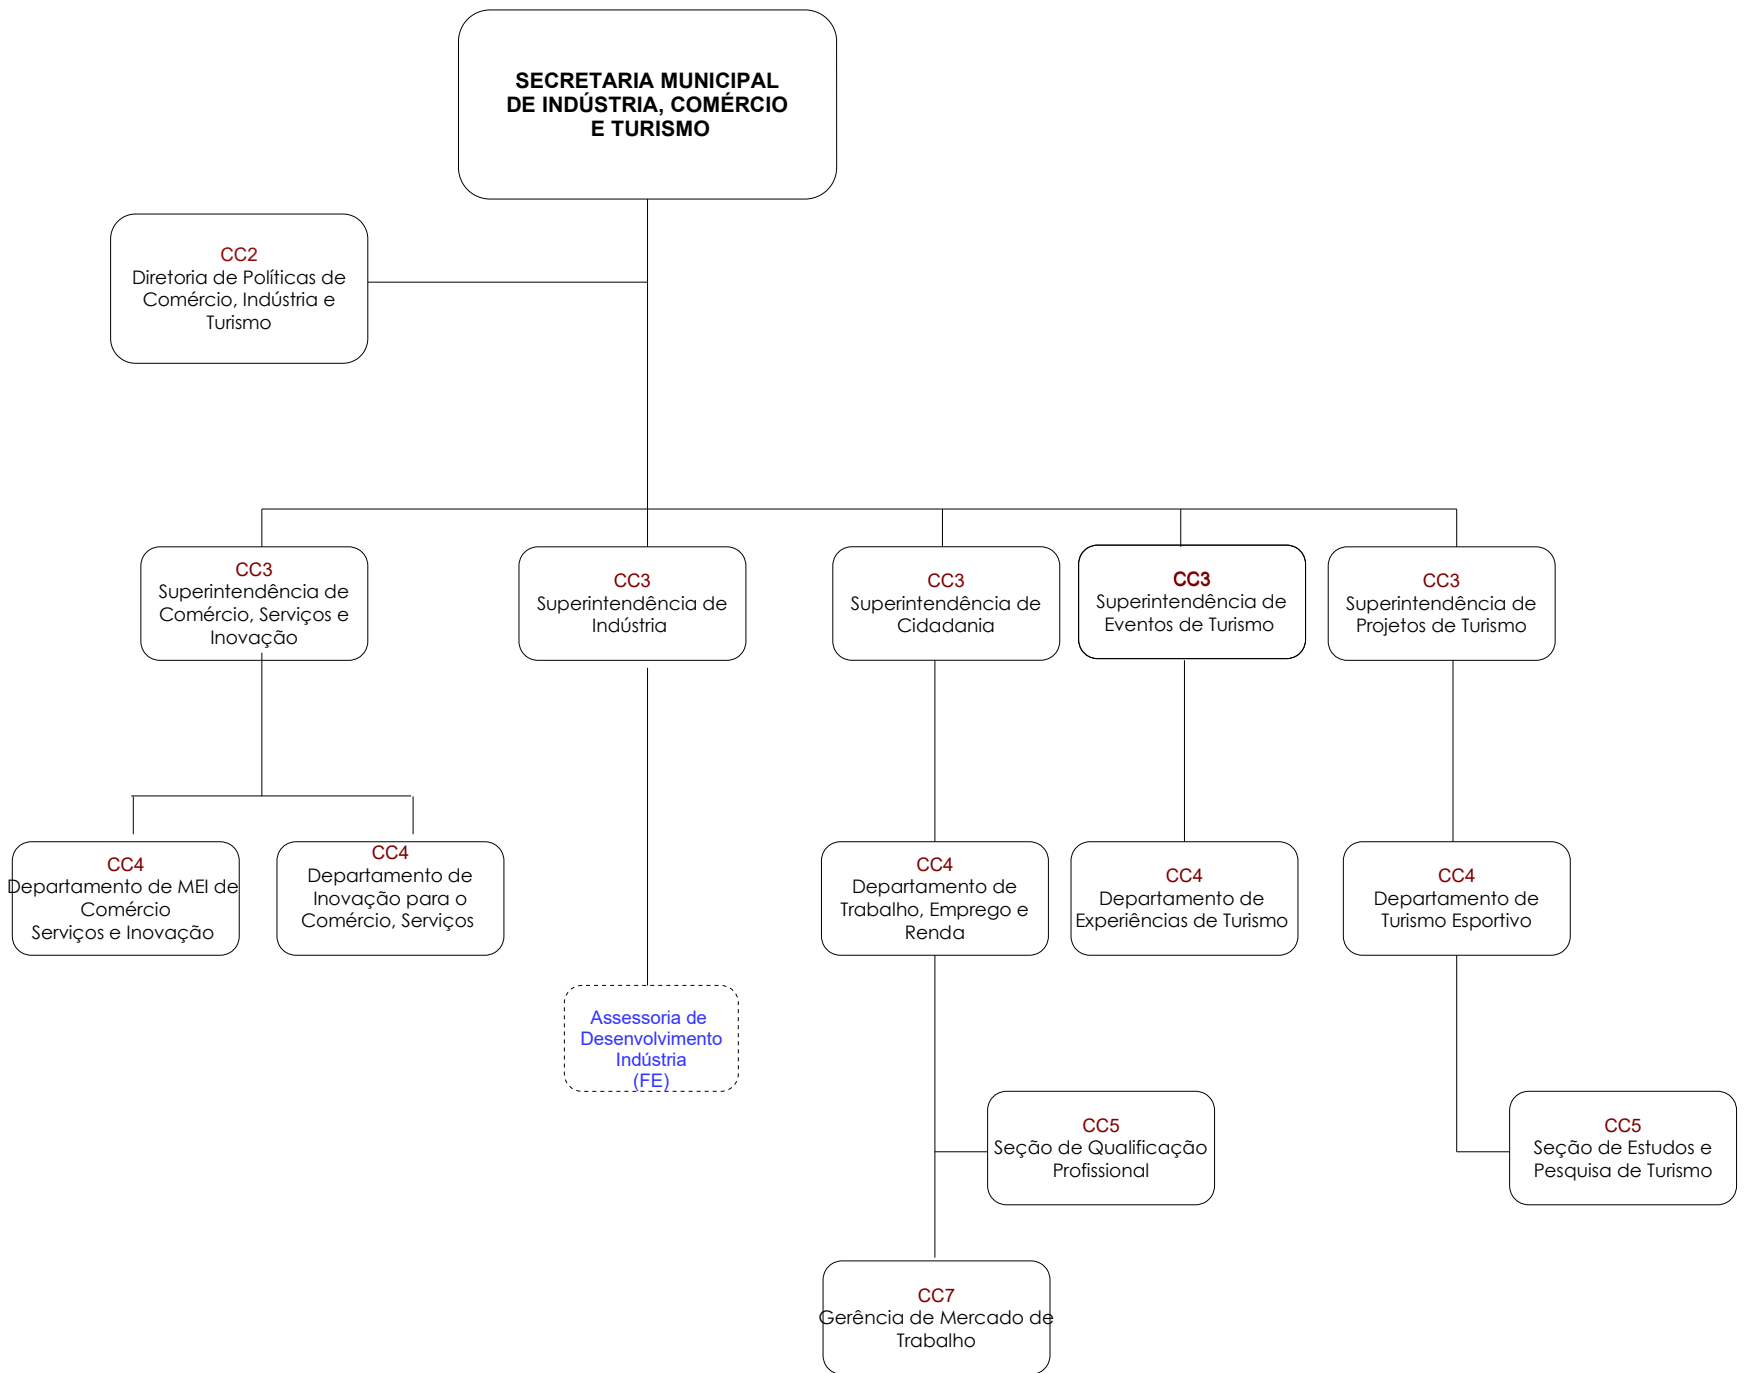 SECRETARIA MUNICIPAL
DE INDÚSTRIA, COMÉRCIO
E TURISMO
CC2
Diretoria de Políticas de
Comércio, Indústria e
Turismo
CC3
Superintendência de
Comércio, Serviços e
Inovação
CC3
Superintendência de
Indústria
CC3
Superintendência de
Cidadania
CC3
Superintendência de
Eventos de Turismo
CC3
Superintendência de
Projetos de Turismo
CC4
Departamento de MEI de
Comércio
Serviços e Inovação
CC4
Departamento de
Inovação para o
Comércio, Serviços
CC4
Departamento de
Trabalho, Emprego e
Renda
CC4
Departamento de
Experiências de Turismo
CC4
Departamento de
Turismo Esportivo
Assessoria de
Desenvolvimento
Indústria
(FE)
CC5
Seção de Qualificação
Profissional
CC5
Seção de Estudos e
Pesquisa de Turismo
CC7
Gerência de Mercado de
Trabalho